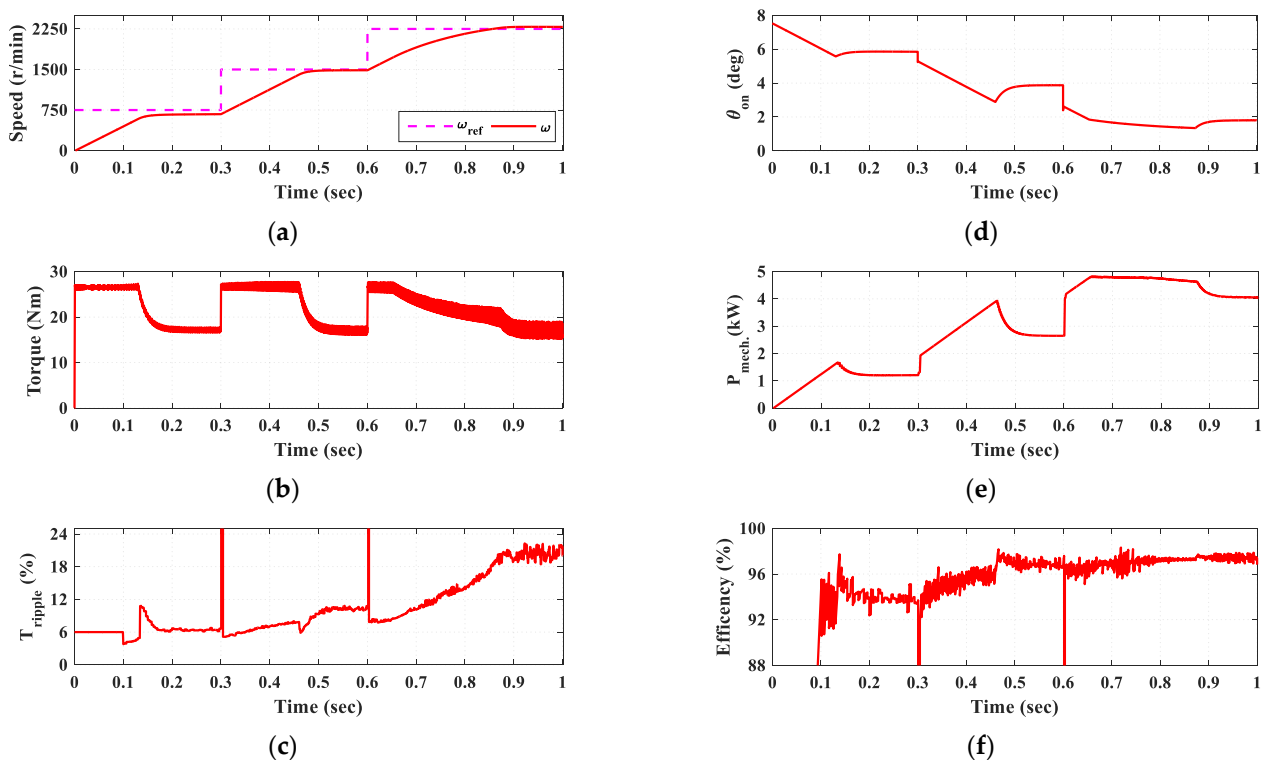 2250
1500
750
0
Speed (r/min)
ω_ref ω
0 0.1 0.2 0.3 0.4 0.5 0.6 0.7 0.8 0.9 1
Time (sec)
(a)
30
20
10
0
Torque (Nm)
0 0.1 0.2 0.3 0.4 0.5 0.6 0.7 0.8 0.9 1
Time (sec)
(b)
24
18
12
6
0
T_ripple (%)
0 0.1 0.2 0.3 0.4 0.5 0.6 0.7 0.8 0.9 1
Time (sec)
(c)
8
6
4
2
0
θ_on (deg)
0 0.1 0.2 0.3 0.4 0.5 0.6 0.7 0.8 0.9 1
Time (sec)
(d)
5
4
3
2
1
0
P_mech. (kW)
0 0.1 0.2 0.3 0.4 0.5 0.6 0.7 0.8 0.9 1
Time (sec)
(e)
100
96
92
88
Efficency (%)
0 0.1 0.2 0.3 0.4 0.5 0.6 0.7 0.8 0.9 1
Time (sec)
(f)